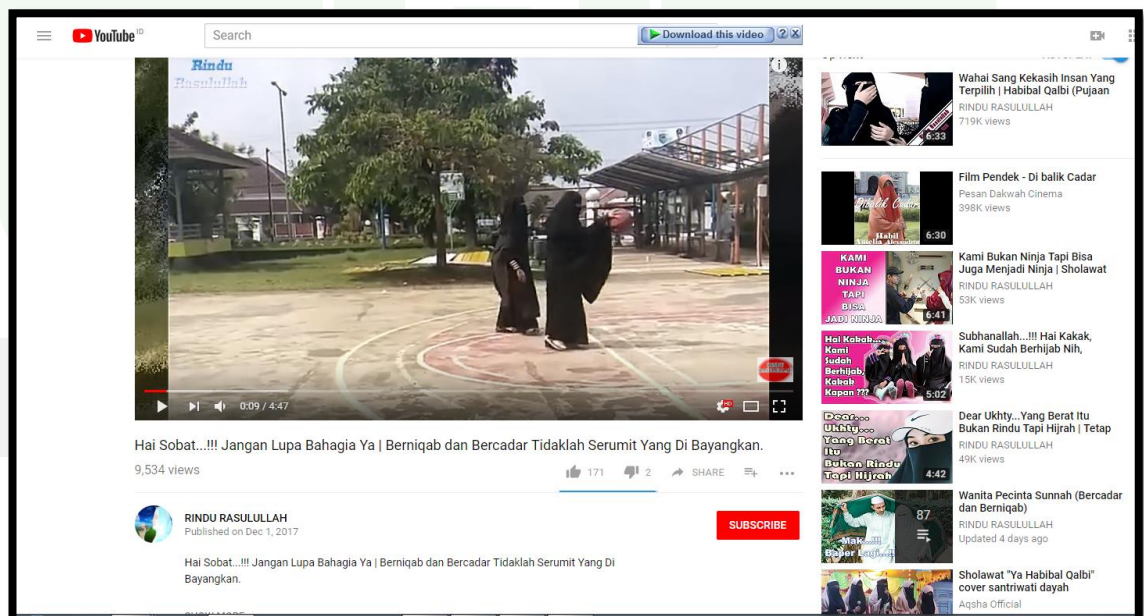 YouTube ID
Search
Download this video
Rindu
Rasulullah
0:09 / 4:47
HD
Hai Sobat...!!! Jangan Lupa Bahagia Ya | Berniqab dan Bercadar Tidaklah Serumit Yang Di Bayangkan.
9,534 views
171
2
SHARE
RINDU RASULULLAH
Published on Dec 1, 2017
SUBSCRIBE
Hai Sobat...!!! Jangan Lupa Bahagia Ya | Berniqab dan Bercadar Tidaklah Serumit Yang Di
Bayangkan.
6:33
Wahai Sang Kekasih Insan Yang
Terpilih | Habibal Qalbi (Pujaan
RINDU RASULULLAH
719K views
6:30
Film Pendek - Di balik Cadar
Pesan Dakwah Cinema
398K views
KAMI
BUKAN
NINJA
TAPI
BISA
JADI NINJA
6:41
Kami Bukan Ninja Tapi Bisa
Juga Menjadi Ninja | Sholawat
RINDU RASULULLAH
53K views
Hai Kakak...
Kami
Sudah
Berhijab,
Kakak
Kapan ???
5:02
Subhanallah...!!! Hai Kakak,
Kami Sudah Berhijab Nih,
RINDU RASULULLAH
15K views
Dear...
Ukhty...
Yang Berat
Itu
Bukan Rindu
Tapi Hijrah
4:42
Dear Ukhty...Yang Berat Itu
Bukan Rindu Tapi Hijrah | Tetap
RINDU RASULULLAH
49K views
Mak...!!!
Baper Lagi...!!!
87
Wanita Pecinta Sunnah (Bercadar
dan Berniqab)
RINDU RASULULLAH
Updated 4 days ago
Sholawat "Ya Habibal Qalbi"
cover santriwati dayah
Aqsha Official